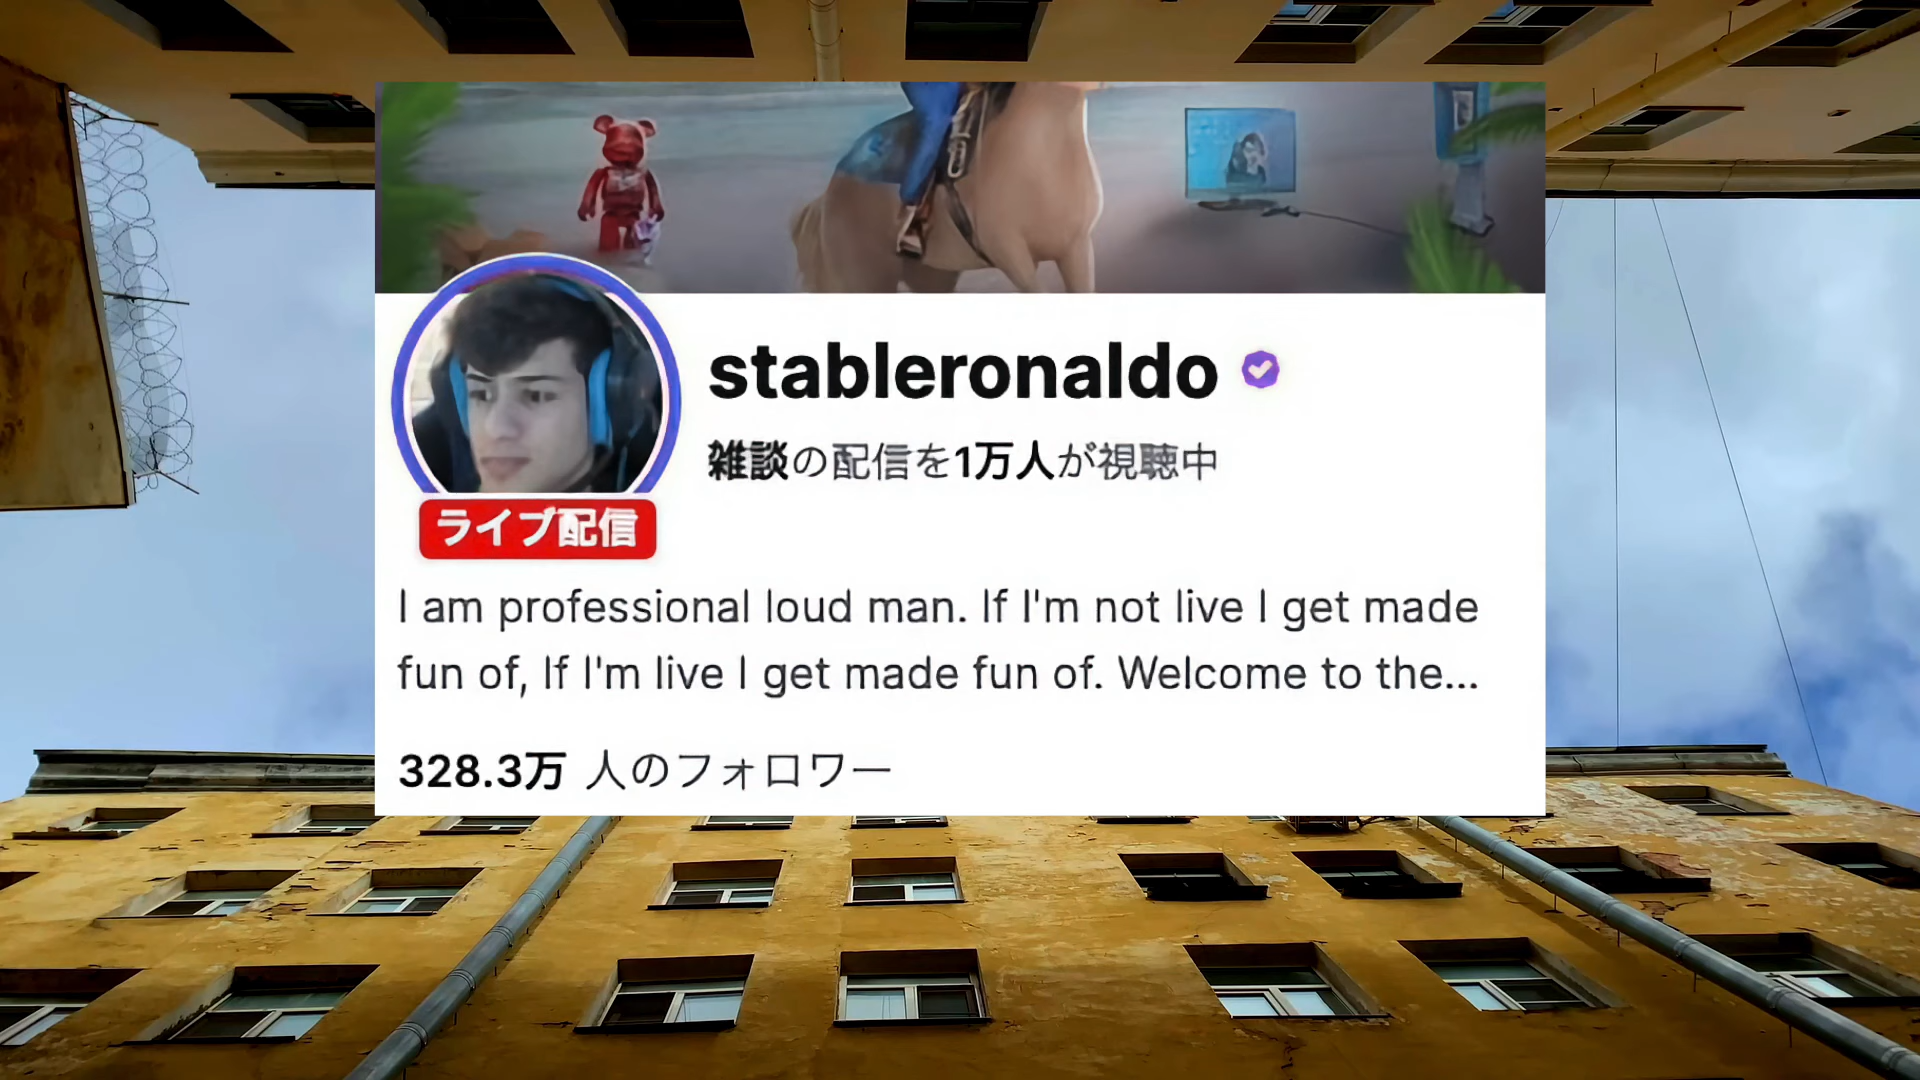 stableronaldo
雑談の配信を1万人が視聴中
ライブ配信
I am professional loud man. If I'm not live I get made
fun of, If I'm live I get made fun of. Welcome to the...
328.3万 人のフォロワー